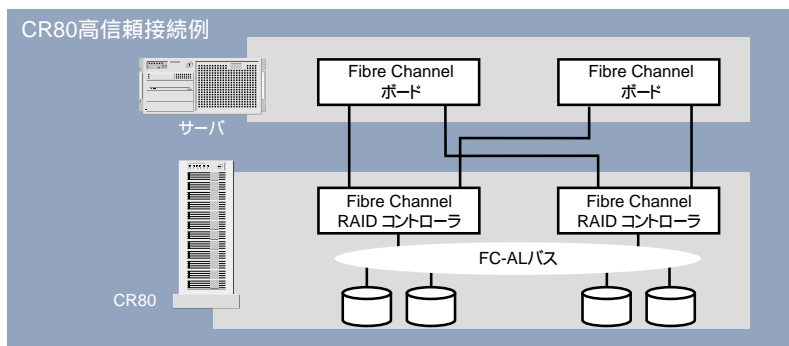 CR80高信頼接続例
Fibre Channel
ボード
Fibre Channel
ボード
サーバ
Fibre Channel
RAID コントローラ
Fibre Channel
RAID コントローラ
FC-ALバス
CR80